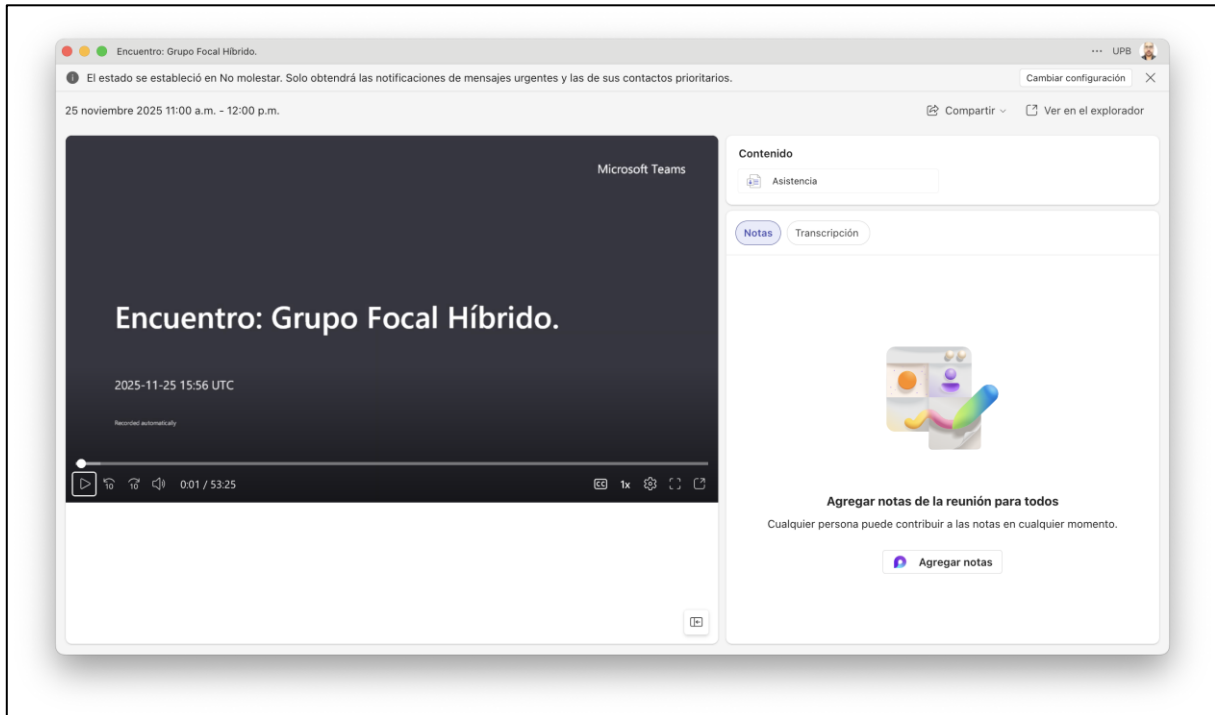 Encuentro: Grupo Focal Híbrido.
··· UPB
El estado se estableció en No molestar. Solo obtendrá las notificaciones de mensajes urgentes y las de sus contactos prioritarios.
Cambiar configuración
25 noviembre 2025 11:00 a.m. - 12:00 p.m.
Compartir
Ver en el explorador
Microsoft Teams
Encuentro: Grupo Focal Híbrido.
2025-11-25 15:56 UTC
Recorded automatically
10
10
0:01 / 53:25
CC
1x
Contenido
Asistencia
Notas
Transcripción
Agregar notas de la reunión para todos
Cualquier persona puede contribuir a las notas en cualquier momento.
Agregar notas